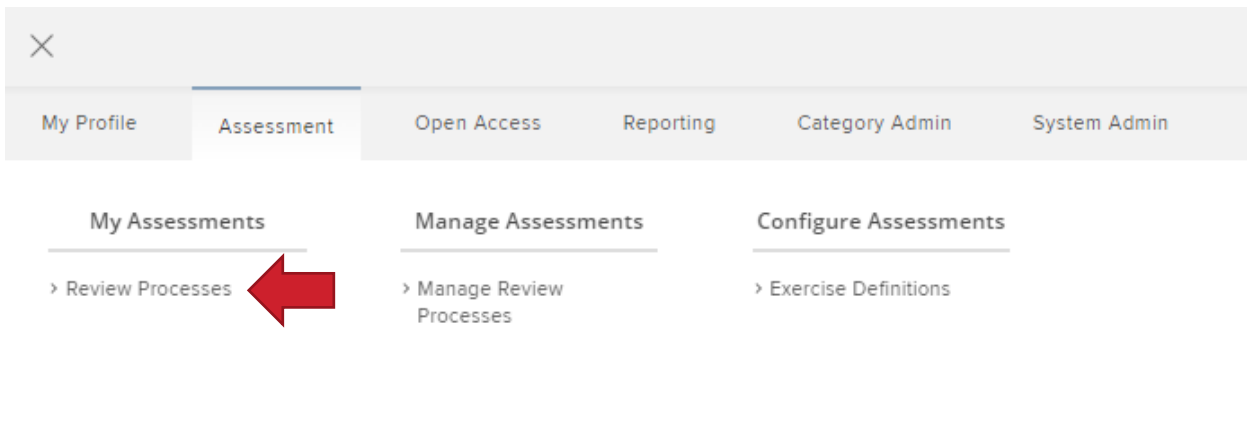 My Profile
Assessment
Open Access
Reporting
Category Admin
System Admin
My Assessments
> Review Processes
Manage Assessments
> Manage Review
Processes
Configure Assessments
> Exercise Definitions